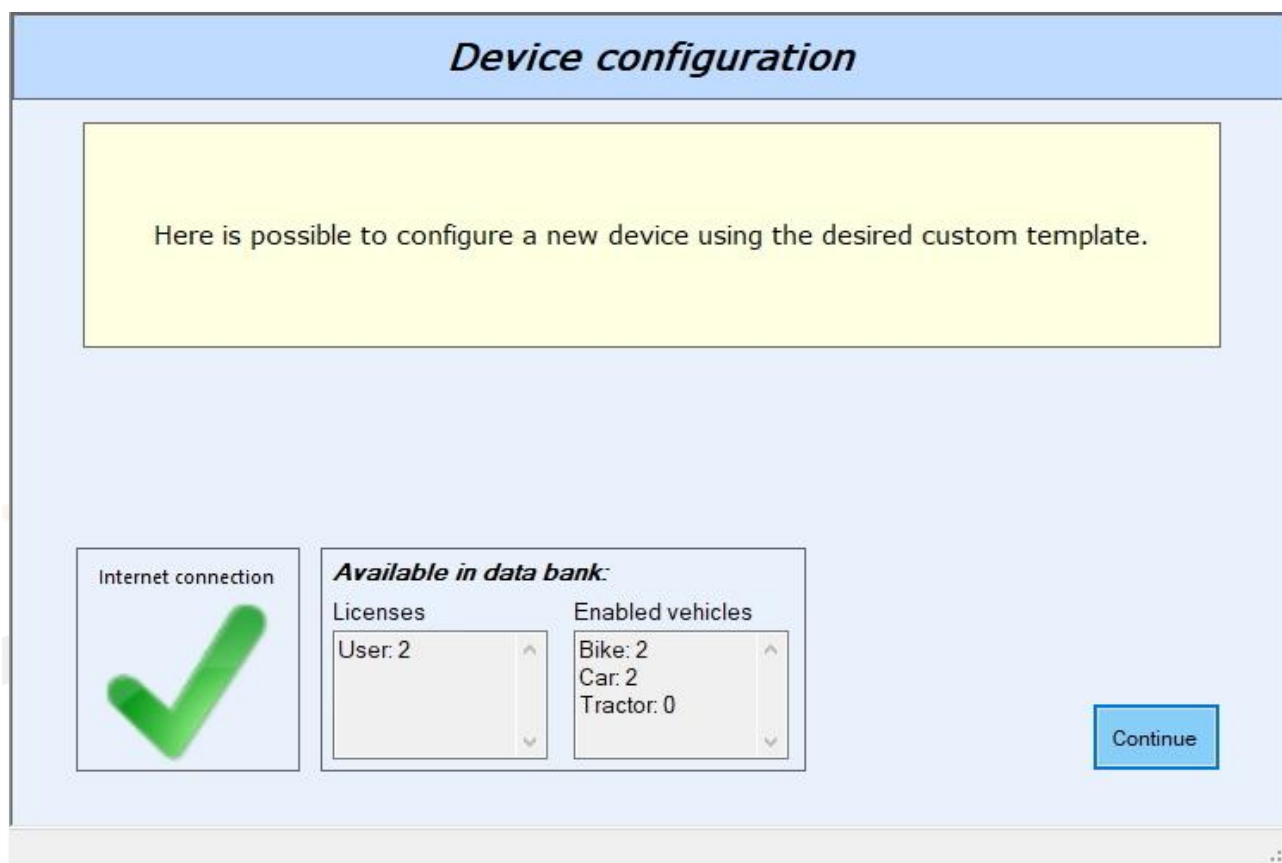 Device configuration
Here is possible to configure a new device using the desired custom template.
Internet connection
Available in data bank:
Licenses
User: 2
Enabled vehicles
Bike: 2
Car: 2
Tractor: 0
Continue